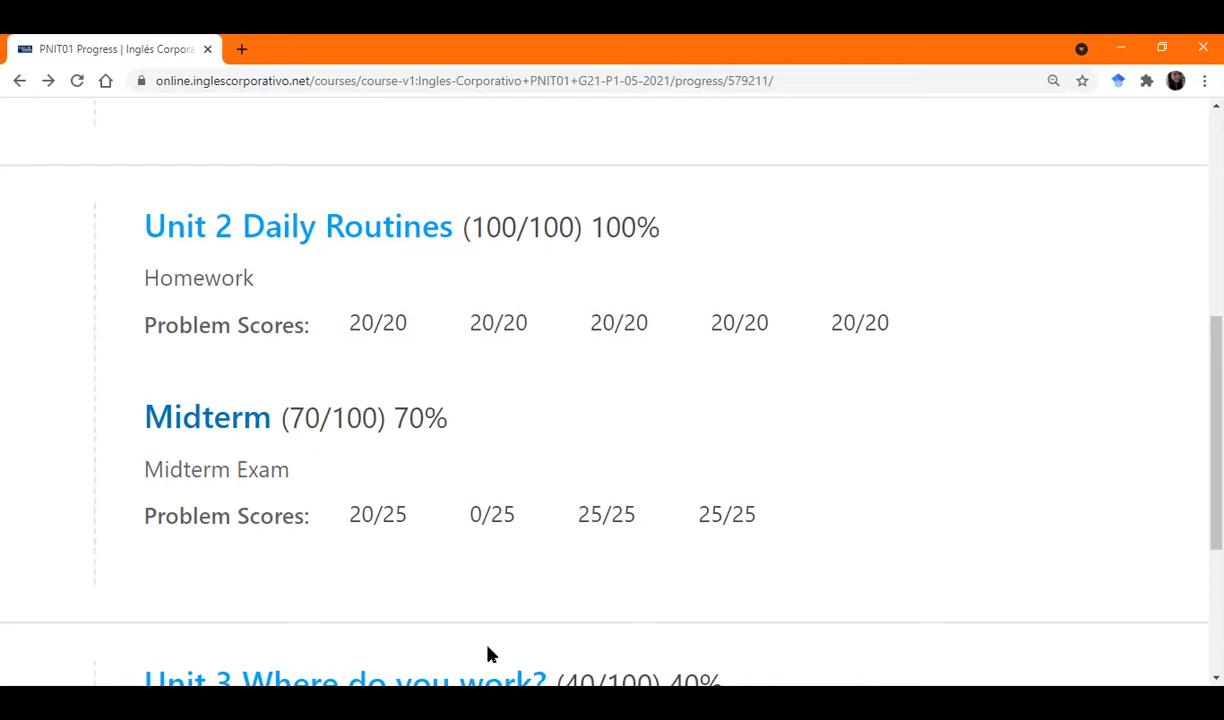 PNIT01 Progress | Inglés Corpora
online.inglescorporativo.net/courses/course-v1:Ingles-Corporativo+PNIT01+G21-P1-05-2021/progress/579211/
Unit 2 Daily Routines (100/100) 100%
Homework
Problem Scores: 20/20 20/20 20/20 20/20 20/20
Midterm (70/100) 70%
Midterm Exam
Problem Scores: 20/25 0/25 25/25 25/25
Unit 3 Where do you work? (40/100) 40%